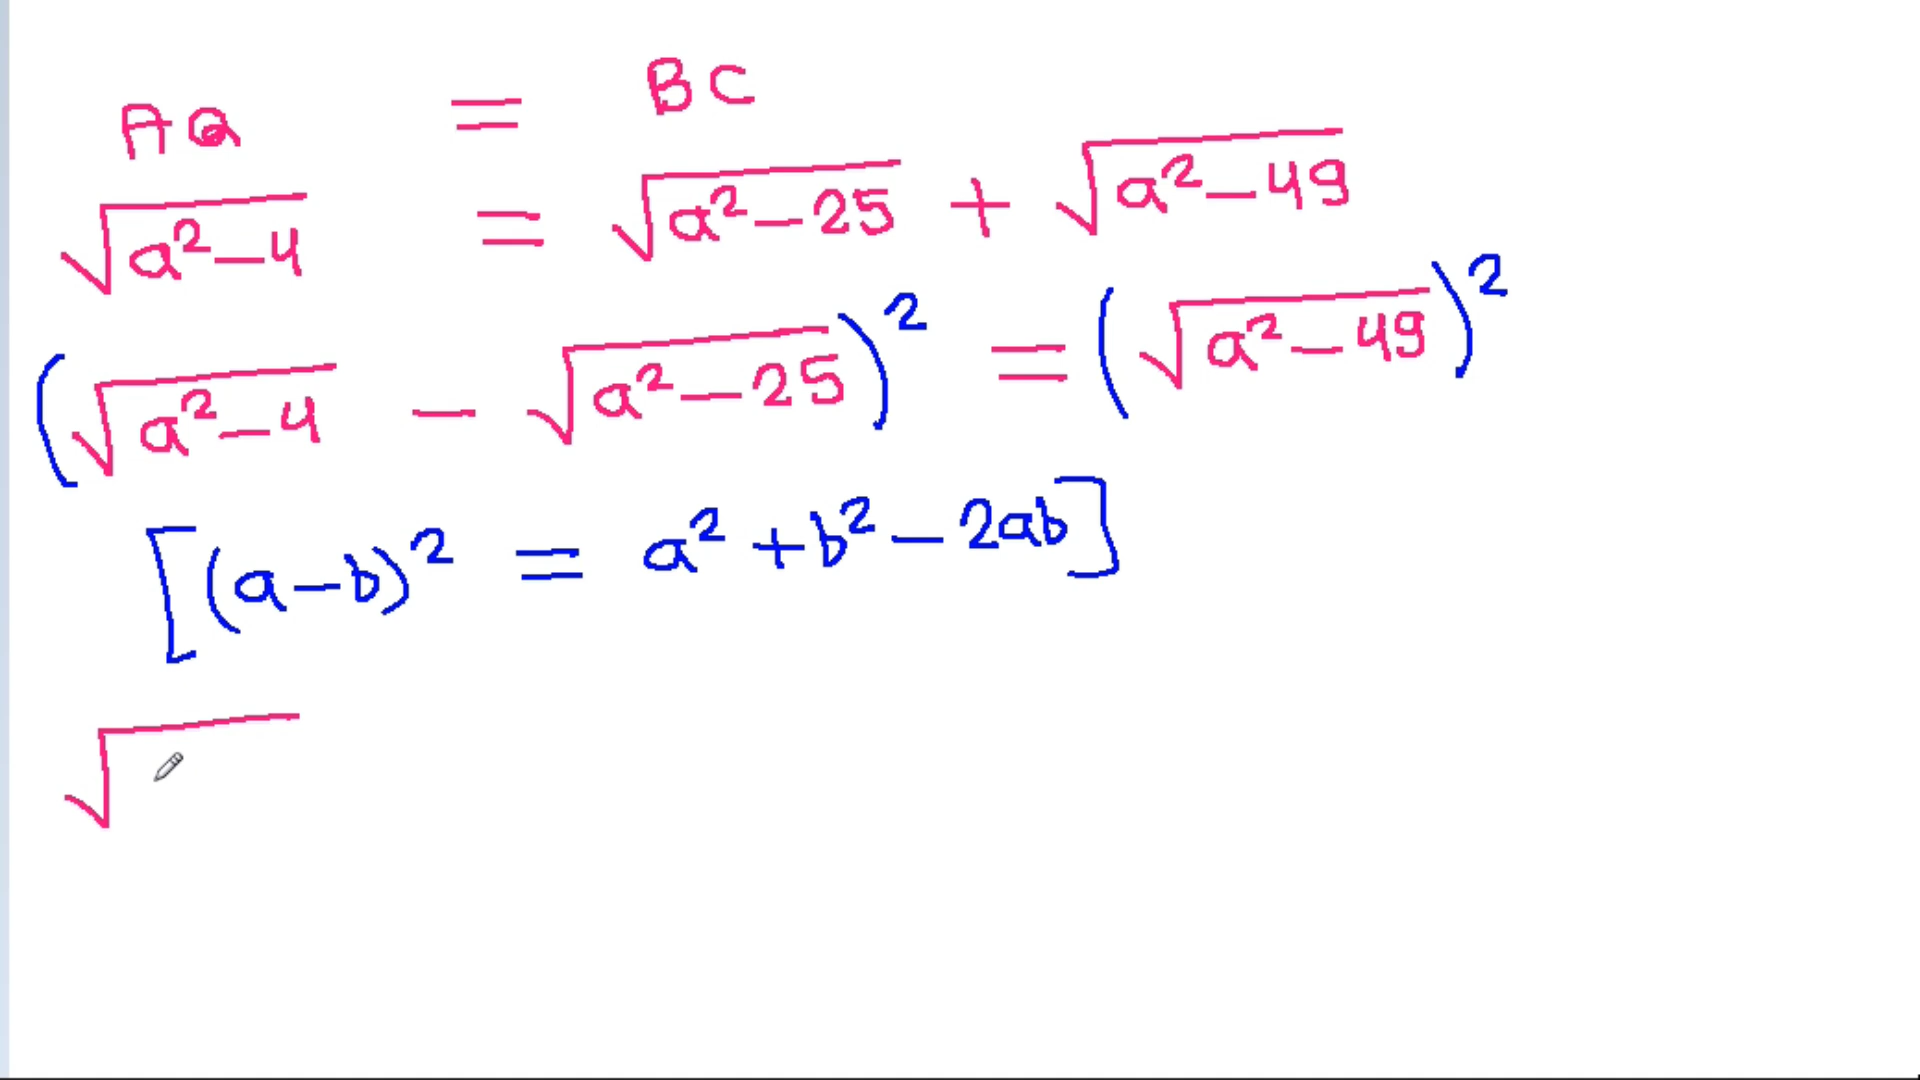 AQ = BC
√(a² – 4) = √(a² – 25) + √(a² – 49)
(√(a² – 4) – √(a² – 25))² = (√(a² – 49))²
[(a – b)² = a² + b² – 2ab]
√